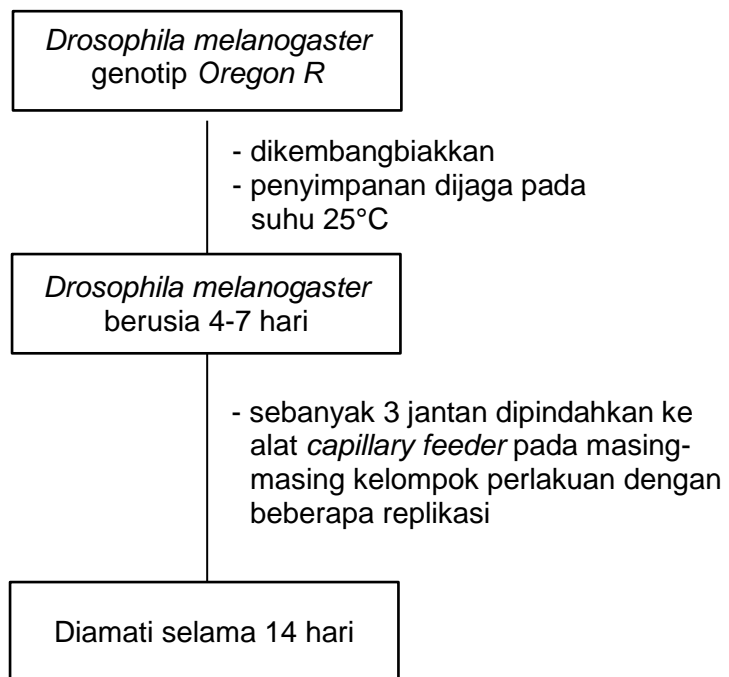 Drosophila melanogaster
genotip Oregon R
- dikembangbiakkan
- penyimpanan dijaga pada
suhu 25°C
Drosophila melanogaster
berusia 4-7 hari
- sebanyak 3 jantan dipindahkan ke
alat capillary feeder pada masing-
masing kelompok perlakuan dengan
beberapa replikasi
Diamati selama 14 hari